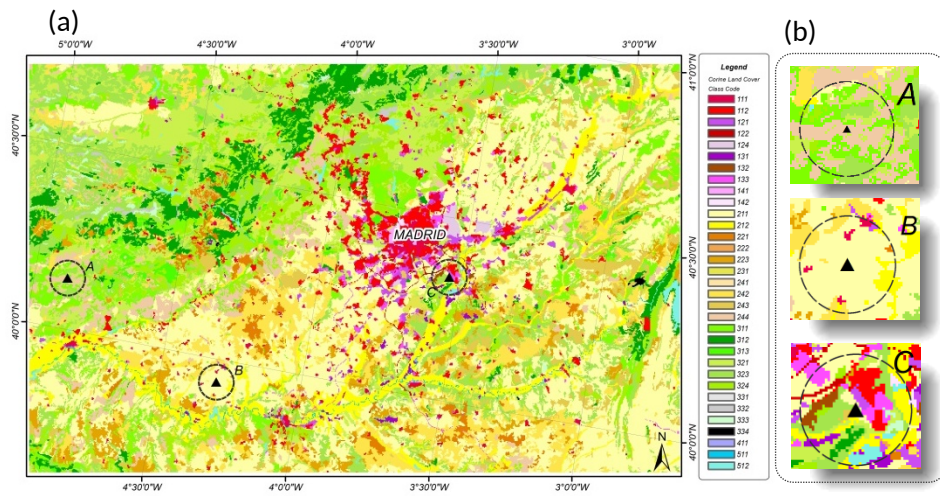 (a)
(b)
5°0'0"W 4°30'0"W 4°0'0"W 3°30'0"W 3°0'0"W
41°0'0"N
40°30'0"N
40°30'0"N
40°0'0"N
40°0'0"N
4°30'0"W 4°0'0"W 3°30'0"W 3°0'0"W
MADRID
A
B
C
N
Legend
Corine Land Cover
Class Code
111
112
121
122
124
131
132
133
141
142
211
212
221
222
223
231
241
242
243
244
311
312
313
321
323
324
331
332
333
334
411
511
512
A
B
C